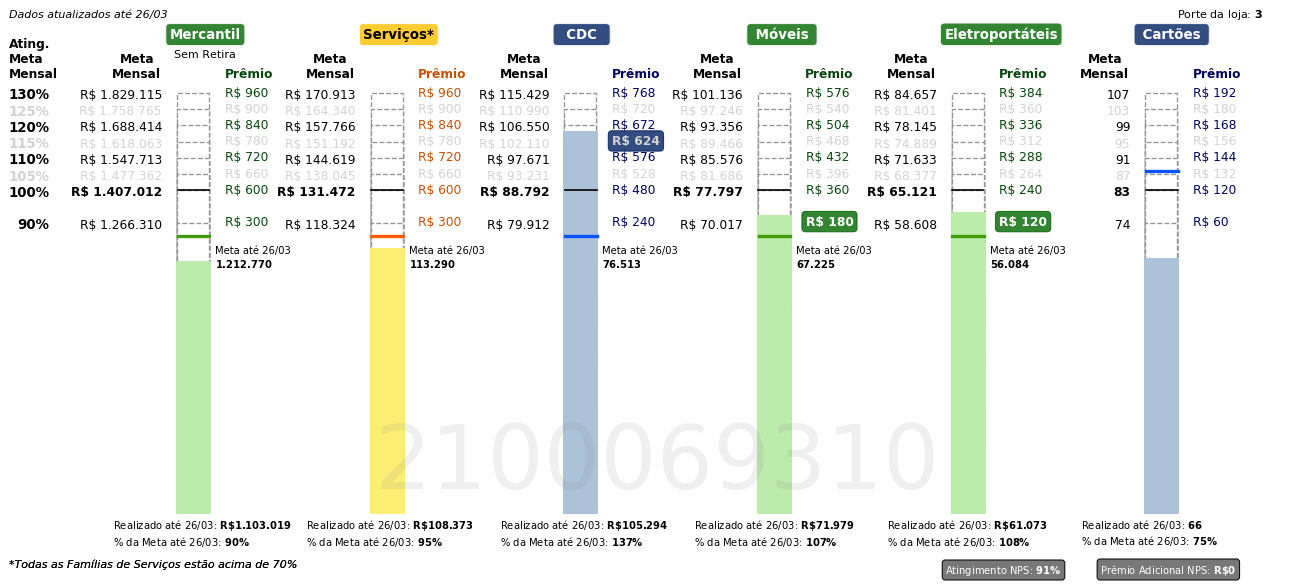 Dados atualizados até 26/03 Porte da loja: 3
Mercantil Serviços* CDC Móveis Eletroportáteis Cartões
Sem Retira
Ating. Meta Mensal Meta Mensal Prêmio Meta Mensal Prêmio Meta Mensal Prêmio Meta Mensal Prêmio Meta Mensal Prêmio Meta Mensal Prêmio
130% R$ 1.829.115 R$ 960 R$ 170.913 R$ 960 R$ 115.429 R$ 768 R$ 101.136 R$ 576 R$ 84.657 R$ 384 107 R$ 192
125% R$ 1.758.765 R$ 900 R$ 164.340 R$ 900 R$ 110.990 R$ 720 R$ 97.246 R$ 540 R$ 81.401 R$ 360 103 R$ 180
120% R$ 1.688.414 R$ 840 R$ 157.766 R$ 840 R$ 106.550 R$ 672 R$ 93.356 R$ 504 R$ 78.145 R$ 336 99 R$ 168
115% R$ 1.618.063 R$ 780 R$ 151.192 R$ 780 R$ 102.110 R$ 624 R$ 89.466 R$ 468 R$ 74.889 R$ 312 95 R$ 156
110% R$ 1.547.713 R$ 720 R$ 144.619 R$ 720 R$ 97.671 R$ 576 R$ 85.576 R$ 432 R$ 71.633 R$ 288 91 R$ 144
105% R$ 1.477.362 R$ 660 R$ 138.045 R$ 660 R$ 93.231 R$ 528 R$ 81.686 R$ 396 R$ 68.377 R$ 264 87 R$ 132
100% R$ 1.407.012 R$ 600 R$ 131.472 R$ 600 R$ 88.792 R$ 480 R$ 77.797 R$ 360 R$ 65.121 R$ 240 83 R$ 120
90% R$ 1.266.310 R$ 300 R$ 118.324 R$ 300 R$ 79.912 R$ 240 R$ 70.017 R$ 180 R$ 58.608 R$ 120 74 R$ 60
Meta até 26/03 Meta até 26/03 Meta até 26/03 Meta até 26/03 Meta até 26/03
1.212.770 113.290 76.513 67.225 56.084
2100069310
Realizado até 26/03: R$1.103.019 Realizado até 26/03: R$108.373 Realizado até 26/03: R$105.294 Realizado até 26/03: R$71.979 Realizado até 26/03: R$61.073 Realizado até 26/03: 66
% da Meta até 26/03: 90% % da Meta até 26/03: 95% % da Meta até 26/03: 137% % da Meta até 26/03: 107% % da Meta até 26/03: 108% % da Meta até 26/03: 75%
*Todas as Famílias de Serviços estão acima de 70% Atingimento NPS: 91% Prêmio Adicional NPS: R$0